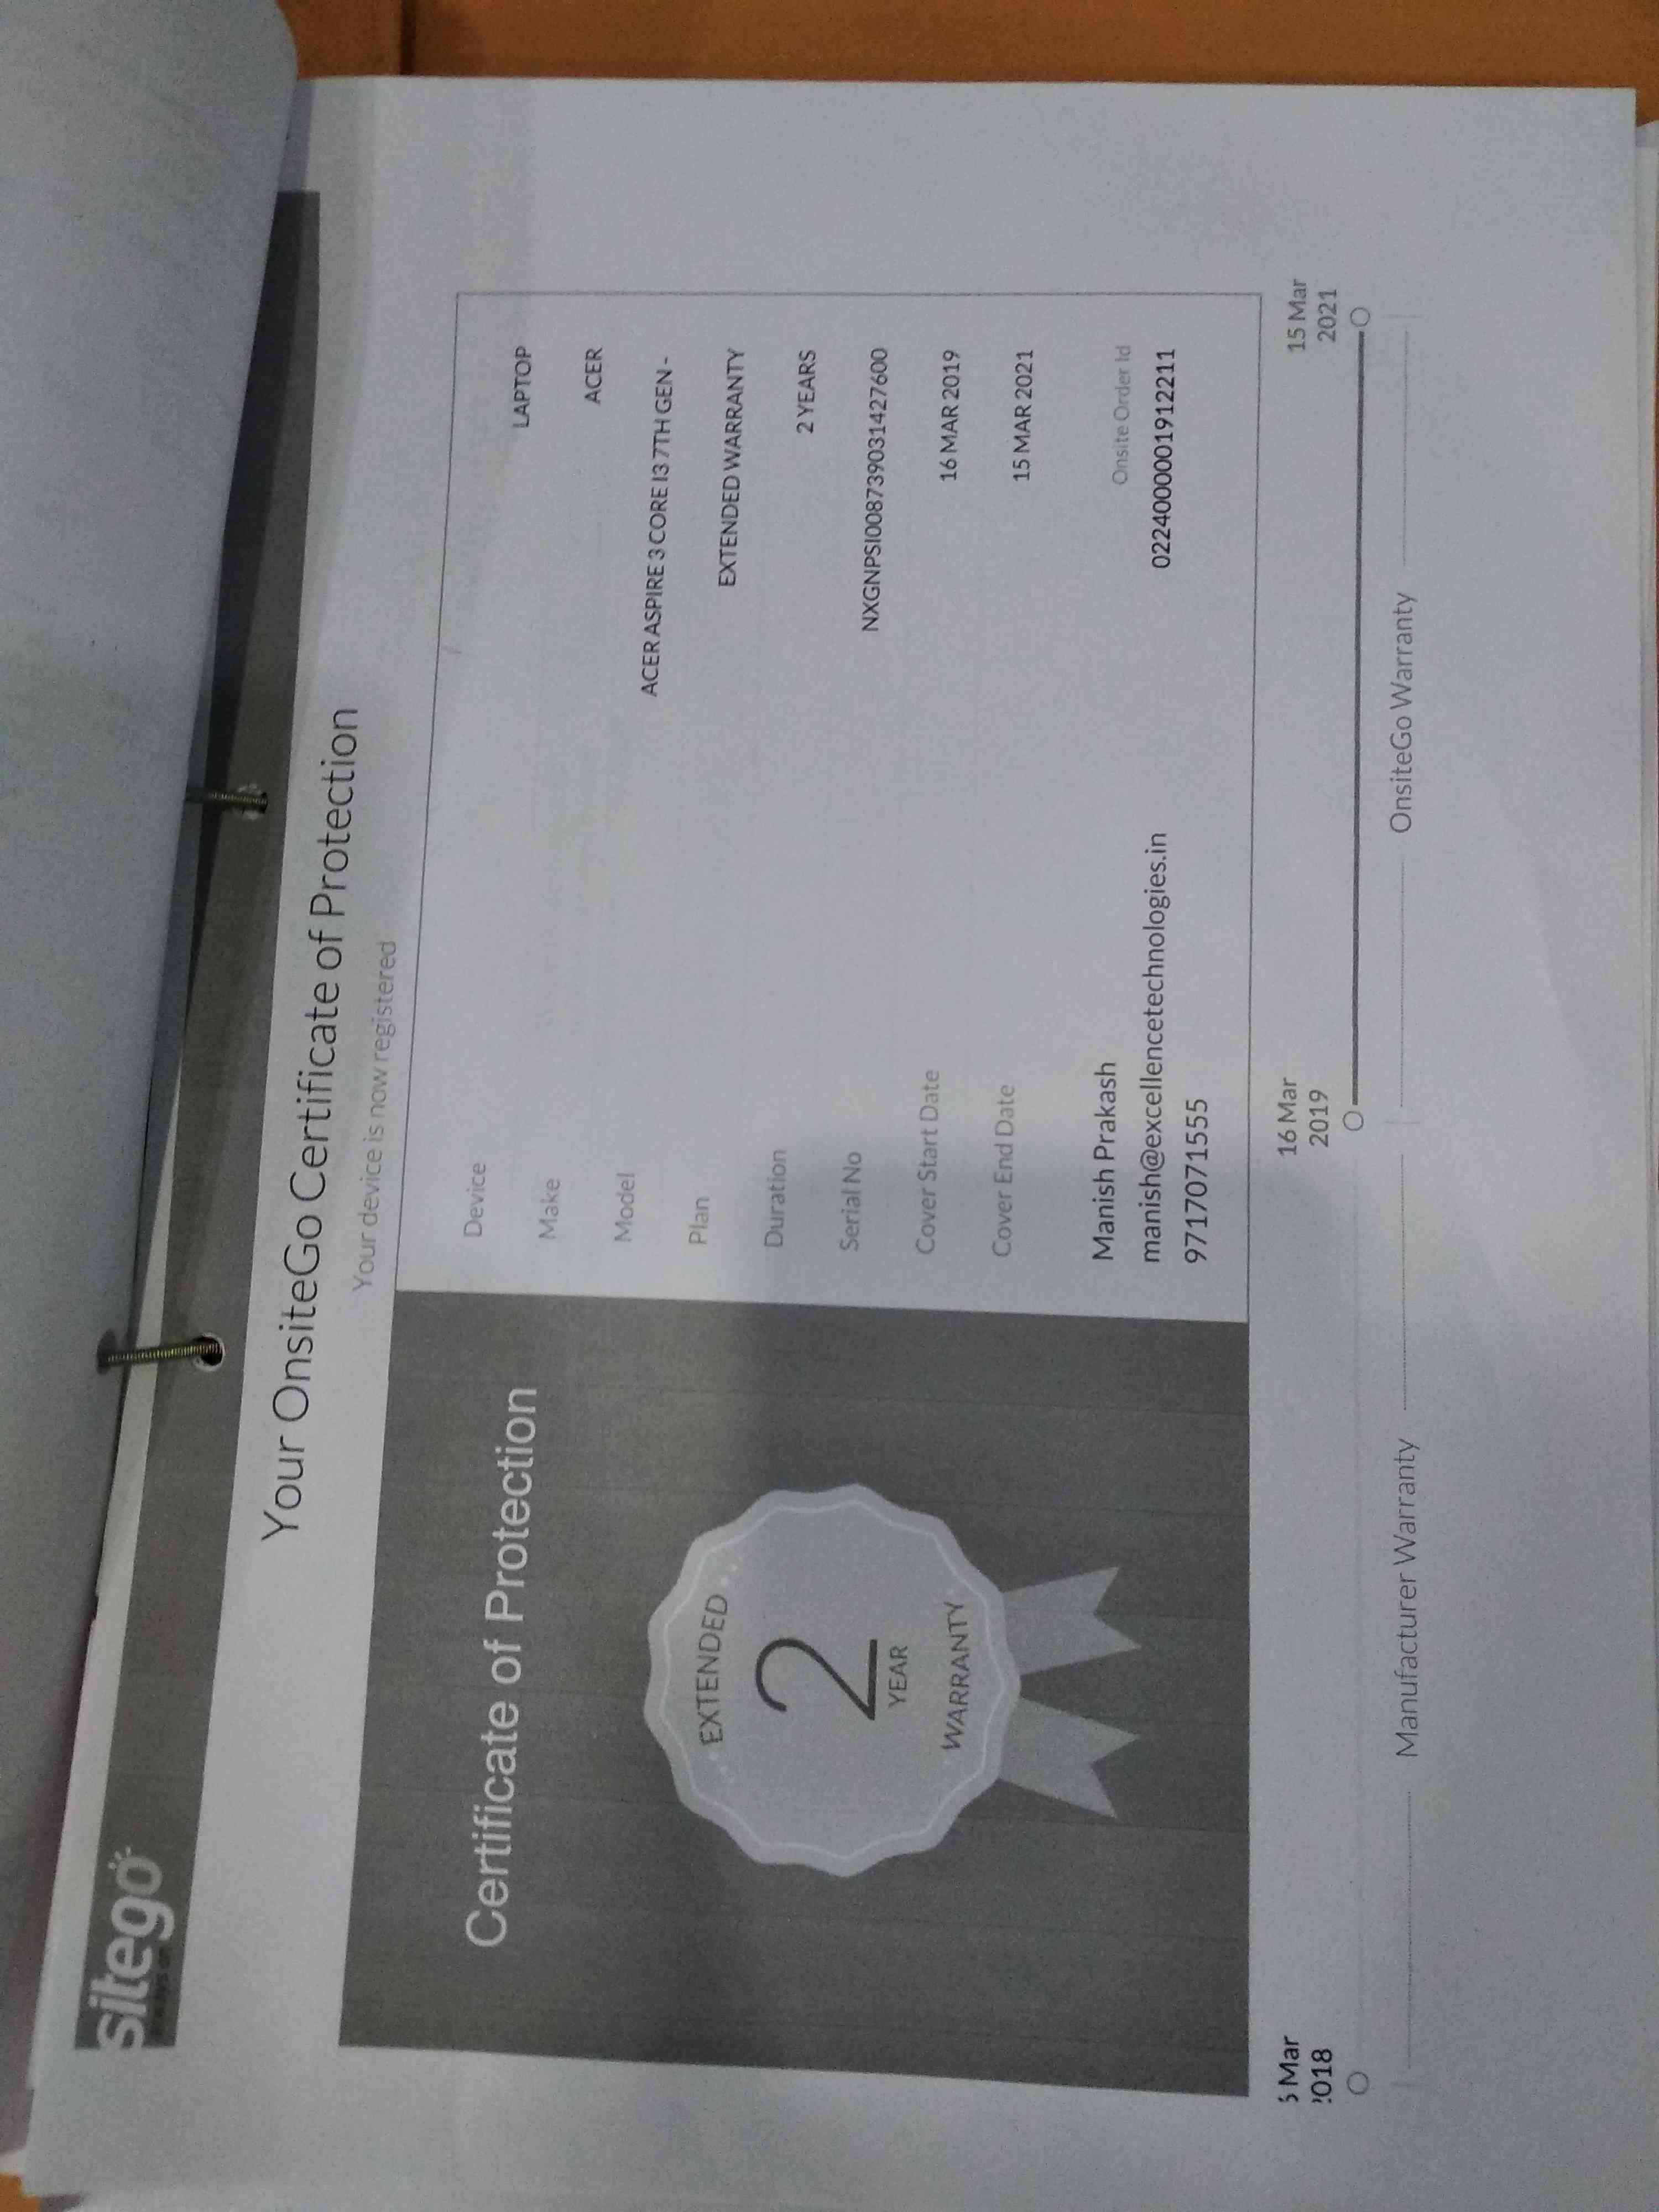 sitego
Your OnsiteGo Certificate of Protection
Your device is now registered
Certificate of Protection
EXTENDED
2
YEAR
WARRANTY
Device LAPTOP
Make ACER
Model ACER ASPIRE 3 CORE I3 7TH GEN -
Plan EXTENDED WARRANTY
Duration 2 YEARS
Serial No NXGNPSI008739031427600
Cover Start Date 16 MAR 2019
Cover End Date 15 MAR 2021
Manish Prakash
Onsite Order Id
manish@excellencetechnologies.in
0224000001912211
9717071555
Mar
16 Mar
2019
15 Mar
2021
Manufacturer Warranty
OnsiteGo Warranty